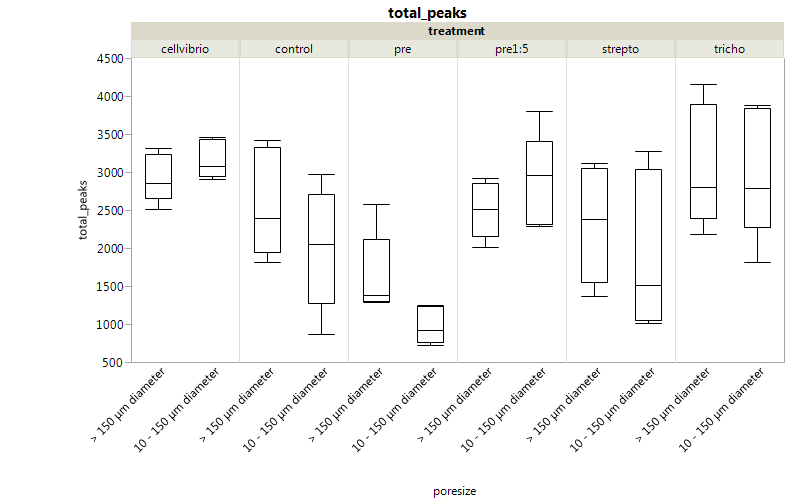 total_peaks
treatment
cellvibrio control pre pre1:5 strepto tricho
4500
4000
3500
3000
2500
2000
1500
1000
500
total_peaks
> 150 µm diameter
10 - 150 µm diameter
> 150 µm diameter
10 - 150 µm diameter
> 150 µm diameter
10 - 150 µm diameter
> 150 µm diameter
10 - 150 µm diameter
> 150 µm diameter
10 - 150 µm diameter
> 150 µm diameter
10 - 150 µm diameter
poresize